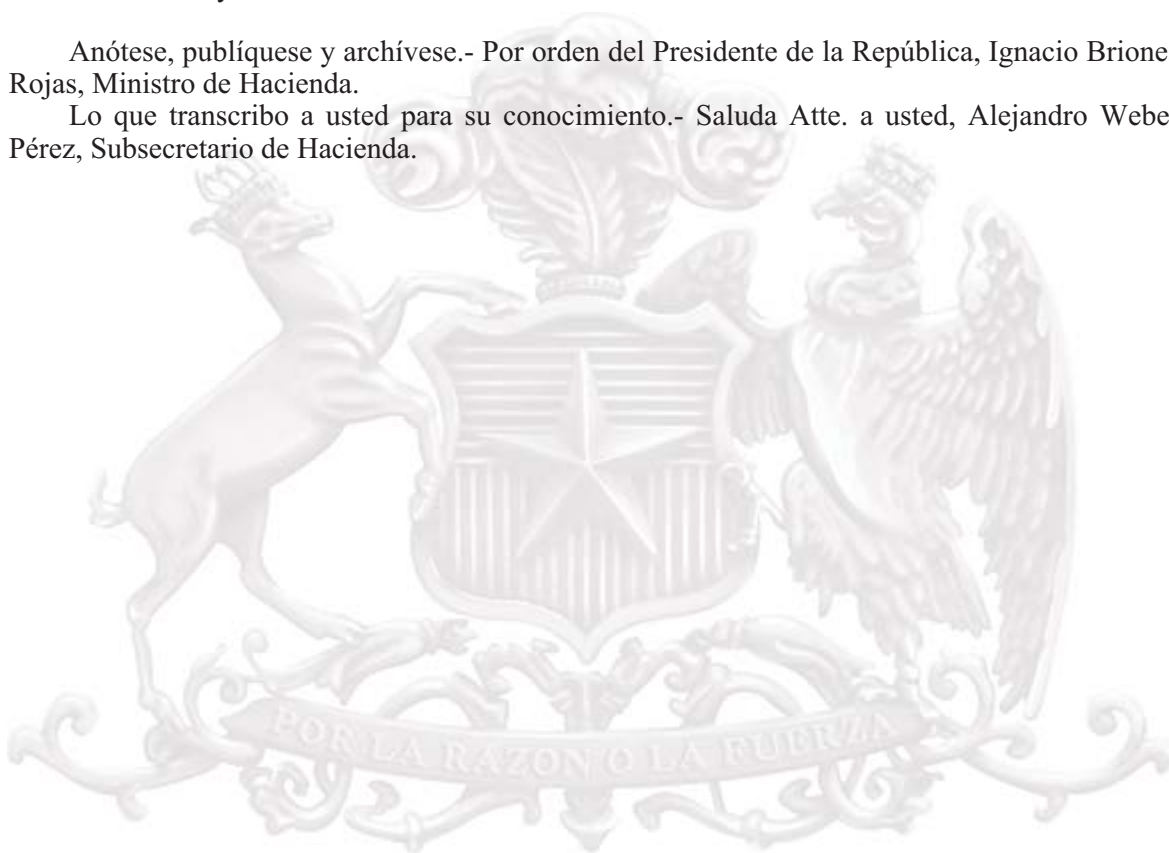 Anótese, publíquese y archívese.- Por orden del Presidente de la República, Ignacio Brione
Rojas, Ministro de Hacienda.
Lo que transcribo a usted para su conocimiento.- Saluda Atte. a usted, Alejandro Webe
Pérez, Subsecretario de Hacienda.
POR LA RAZON O LA FUERZA